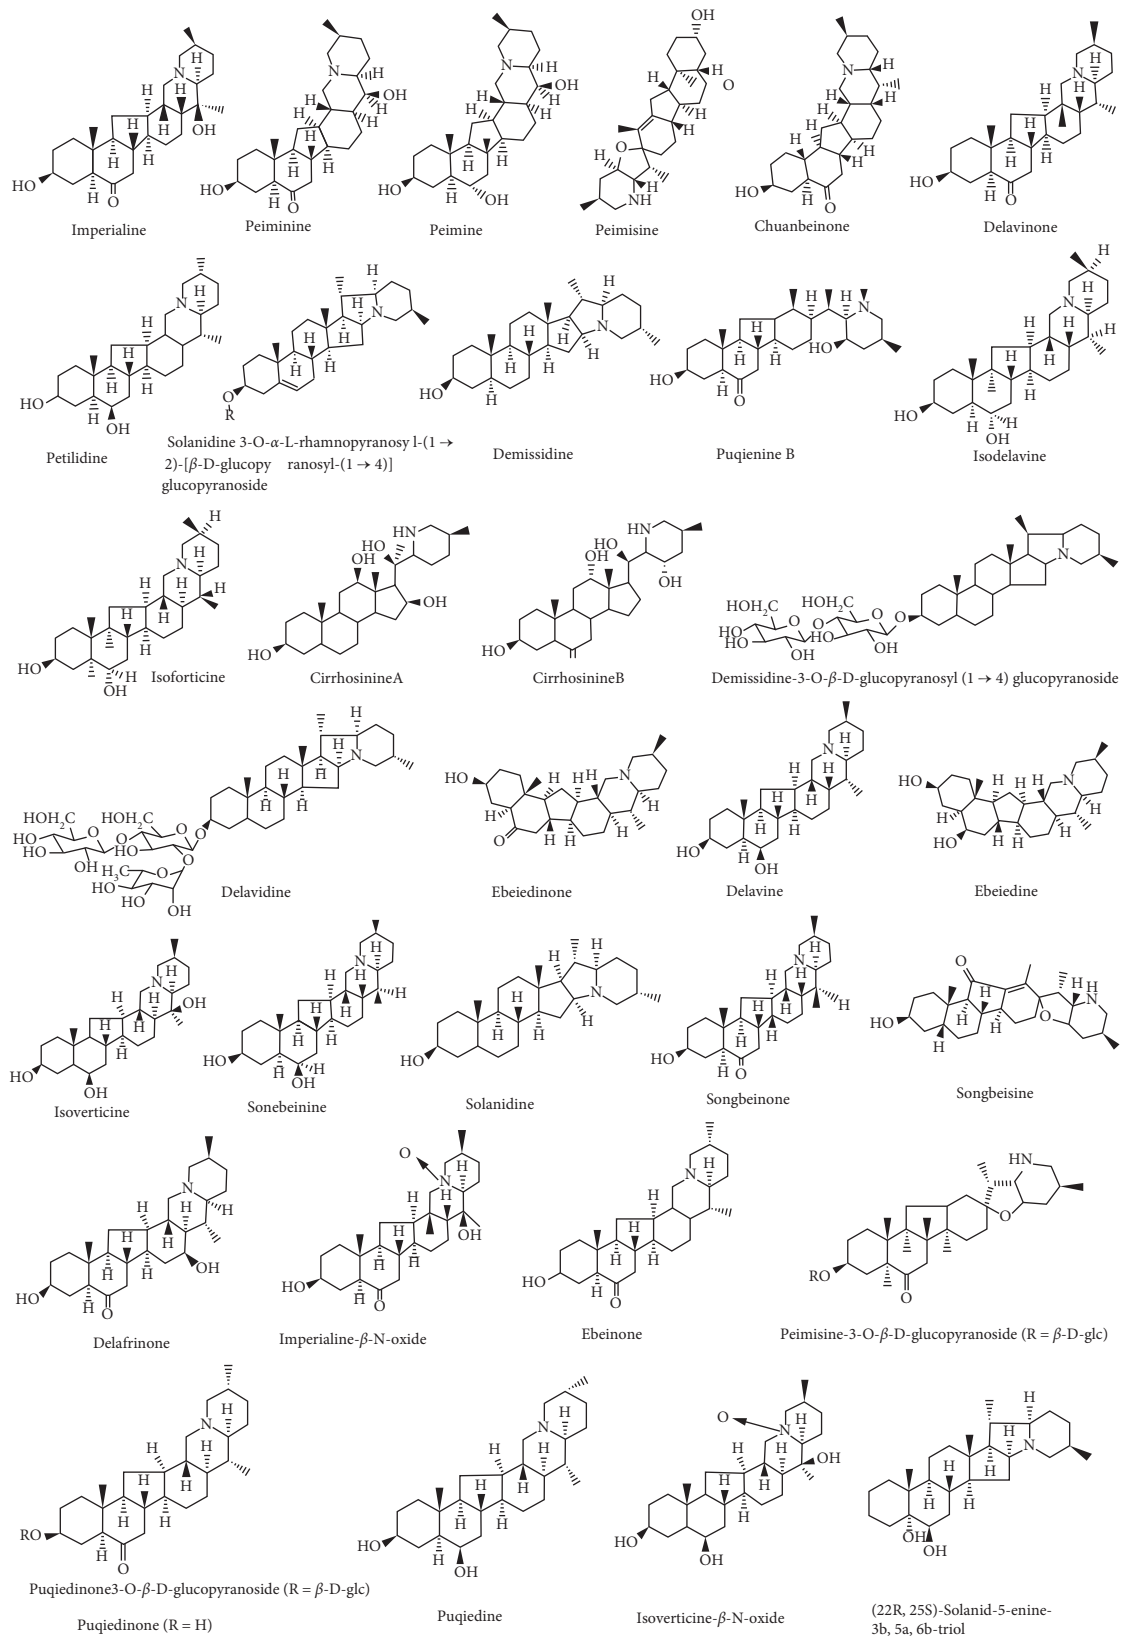 Imperialine
Peiminine
Peimine
Peimisine
Chuanbeinone
Delavinone
Petilidine
Solanidine 3-O-α-L-rhamnopyranosy l-(1 →
2)-[β-D-glucopy ranosyl-(1 → 4)]
glucopyranoside
Demissidine
Puqienine B
Isodelavine
Isoforticine
CirrhosinineA
CirrhosinineB
Demissidine-3-O-β-D-glucopyranosyl (1 → 4) glucopyranoside
Delavidine
Ebeiedinone
Delavine
Ebeiedine
Isoverticine
Sonebeinine
Solanidine
Songbeinone
Songbeisine
Delafrinone
Imperialine-β-N-oxide
Ebeinone
Peimisine-3-O-β-D-glucopyranoside (R = β-D-glc)
Puqiedinone3-O-β-D-glucopyranoside (R = β-D-glc)
Puqiedinone (R = H)
Puqiedine
Isoverticine-β-N-oxide
(22R, 25S)-Solanid-5-enine-
3b, 5a, 6b-triol